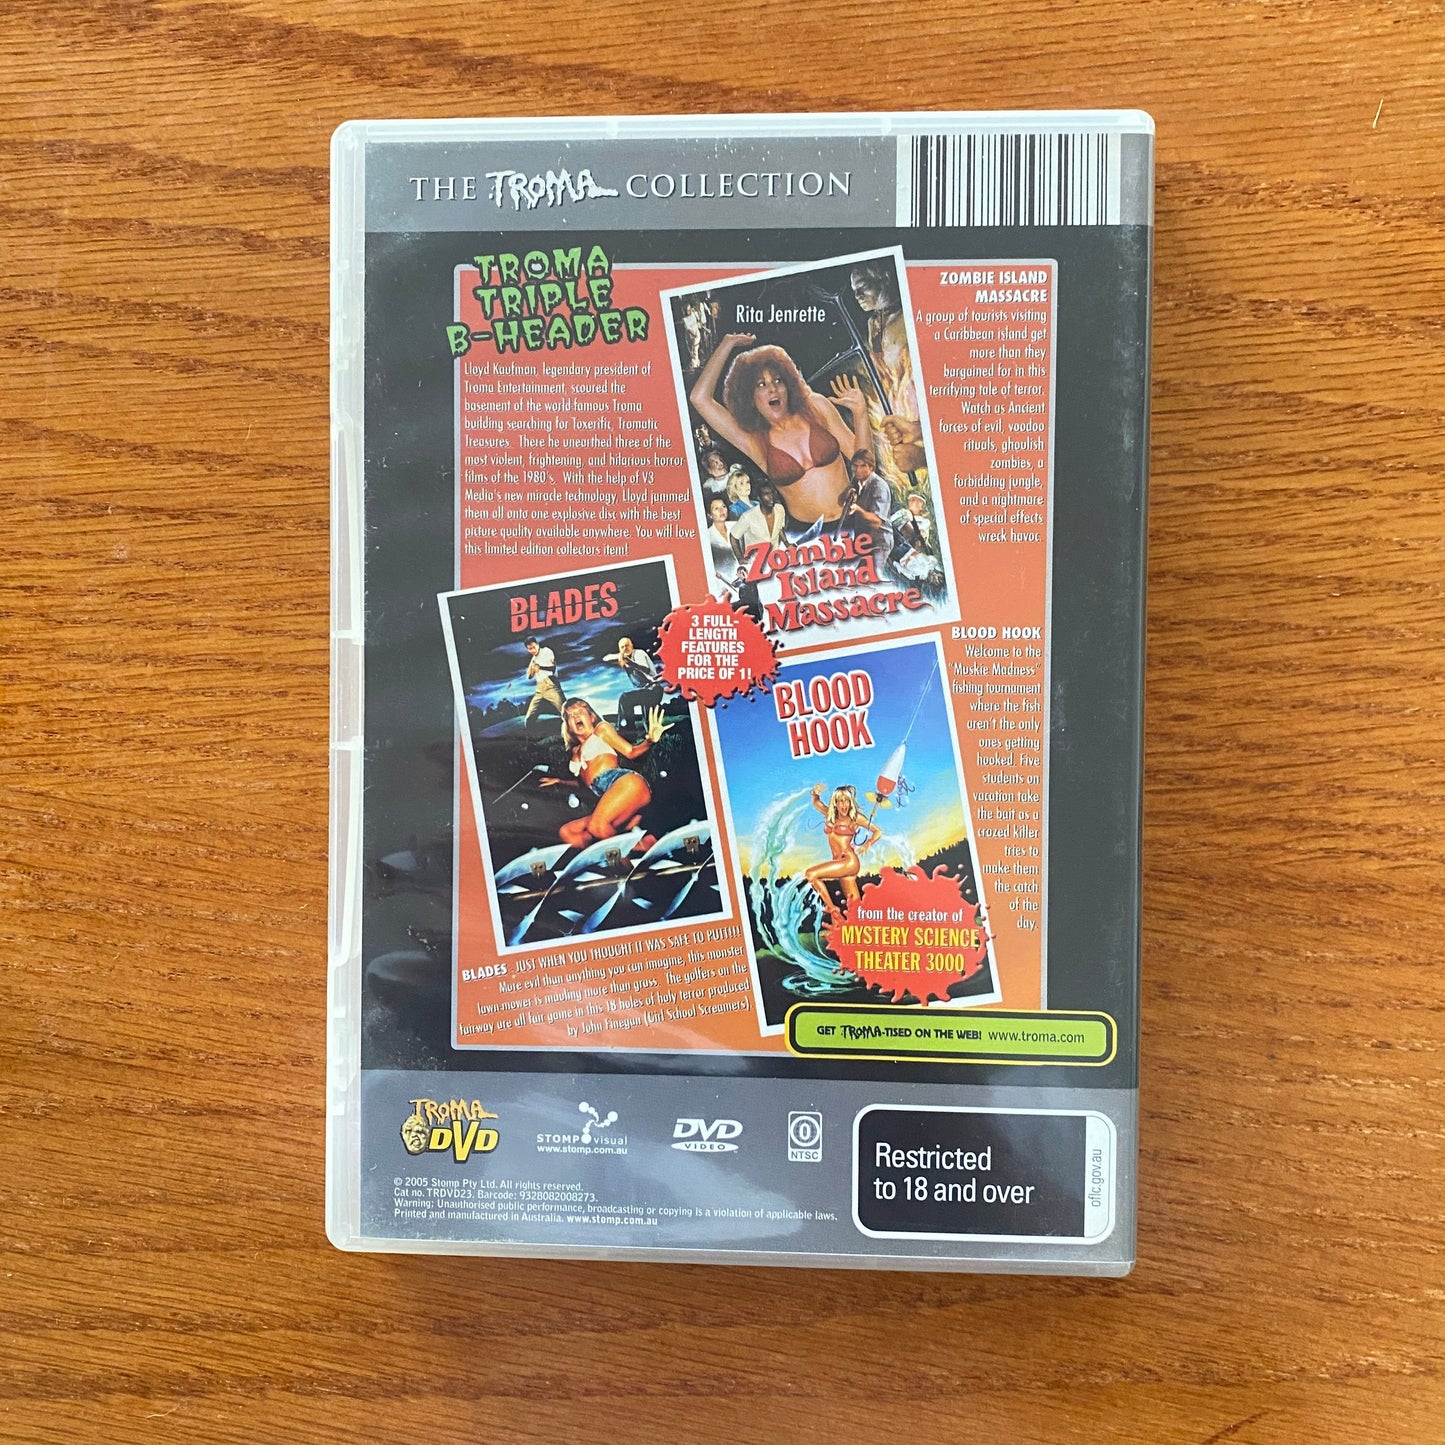 THE TROMA COLLECTION
TROMA
TRIPLE
B-HEADER
Lloyd Kaufman, legendary president of
Troma Entertainment, scoured the
basement of the world-famous Troma
building searching for Toxerific, Tromatic
Treasures. There he unearthed three of the
most violent, frightening, and hilarious horror
films of the 1980's. With the help of V3
Media's new miracle technology, Lloyd jammed
them all onto one explosive disc with the best
picture quality available anywhere. You will love
this limited edition collectors item!
Rita Jenrette
Zombie
Island
Massacre
ZOMBIE ISLAND
MASSACRE
A group of tourists visiting
a Caribbean island get
more than they
bargained for in this
terrifying tale of terror.
Watch as Ancient
forces of evil, voodoo
rituals, ghoulish
zombies, a
forbidding jungle,
and a nightmare
of special effects
wreck havoc.
BLADES
3 FULL-
LENGTH
FEATURES
FOR THE
PRICE OF 1!
BLOOD
HOOK
from the creator of
MYSTERY SCIENCE
THEATER 3000
BLOOD HOOK
Welcome to the
"Muskie Madness"
fishing tournament
where the fish
aren't the only
ones getting
hooked. Five
students on
vacation take
the bait as a
crazed killer
tries to
make them
the catch
of the
day.
BLADES - JUST WHEN YOU THOUGHT IT WAS SAFE TO PUTT!!!
More evil than anything you can imagine, this monster
lawn-mower is mauling more than grass. The golfers on the
fairway are all fair game in this 18 holes of holy terror produced
by John Finegan (Girl School Screamers).
GET TROMA-TISED ON THE WEB! www.troma.com
TROMA
DVD
STOMP visual
www.stomp.com.au
DVD
VIDEO
0
NTSC
Restricted
to 18 and over
oflc.gov.au
© 2005 Stomp Pty Ltd. All rights reserved.
Cat no. TRDVD23. Barcode: 9328082008273.
Warning: Unauthorised public performance, broadcasting or copying is a violation of applicable laws.
Printed and manufactured in Australia. www.stomp.com.au